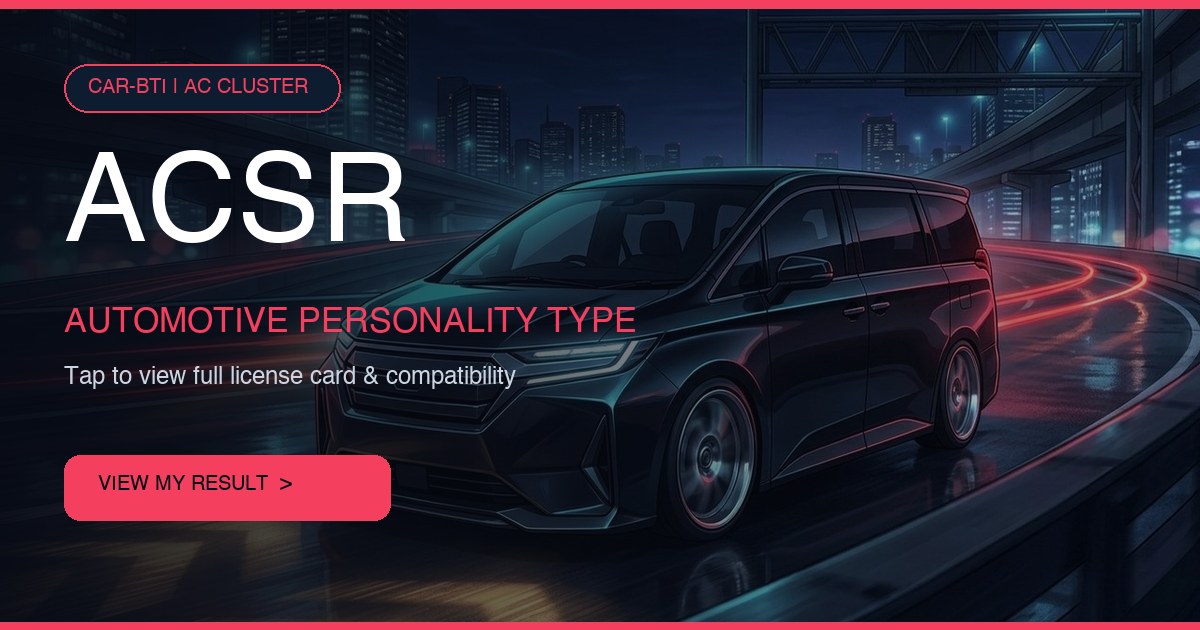 CAR-BTI | AC CLUSTER
ACSR
AUTOMOTIVE PERSONALITY TYPE
Tap to view full license card & compatibility
VIEW MY RESULT >